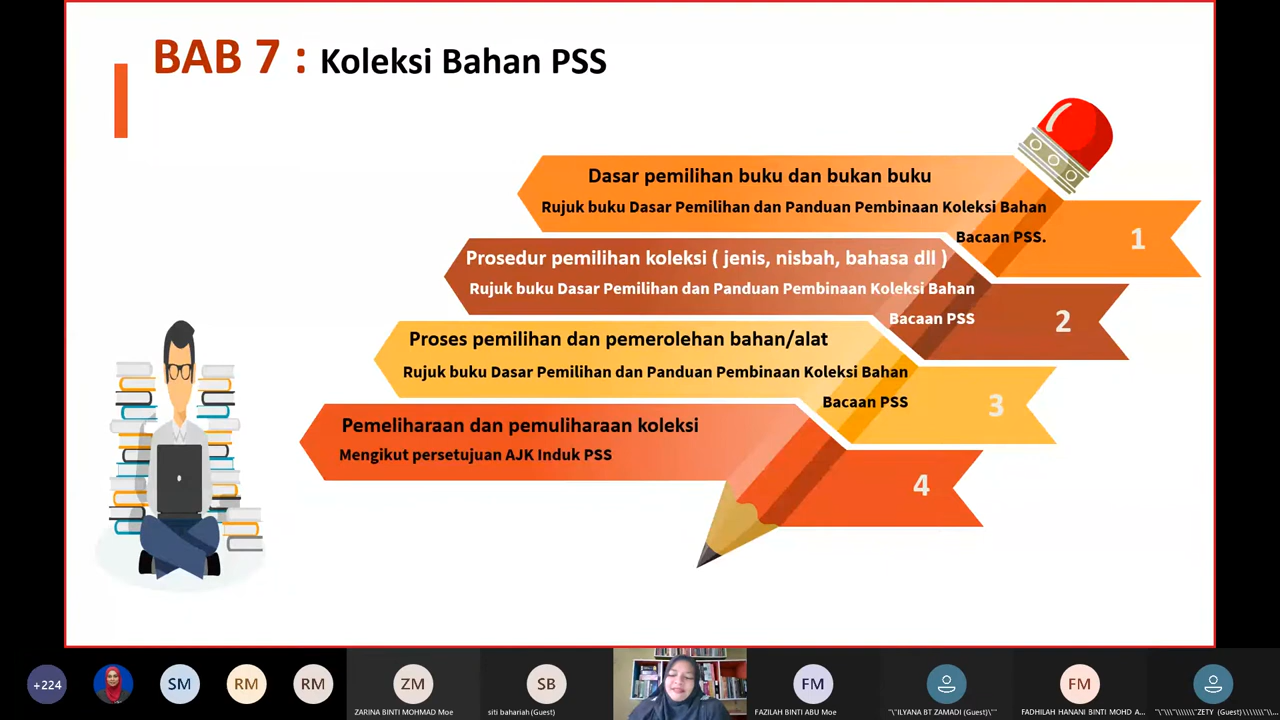 BAB 7 : Koleksi Bahan PSS
Dasar pemilihan buku dan bukan buku
Rujuk buku Dasar Pemilihan dan Panduan Pembinaan Koleksi Bahan
Bacaan PSS.
1
Prosedur pemilihan koleksi ( jenis, nisbah, bahasa dll )
Rujuk buku Dasar Pemilihan dan Panduan Pembinaan Koleksi Bahan
Bacaan PSS
2
Proses pemilihan dan pemerolehan bahan/alat
Rujuk buku Dasar Pemilihan dan Panduan Pembinaan Koleksi Bahan
Bacaan PSS
3
Pemeliharaan dan pemuliharaan koleksi
Mengikut persetujuan AJK Induk PSS
4
+224
SM
RM
RM
ZM
ZARINA BINTI MOHMAD Moe
SB
siti bahariah (Guest)
FM
FAZILAH BINTI ABU Moe
"\"ILYANA BT ZAMADI (Guest)\""
FM
FADHILAH HANANI BINTI MOHD A...
"\"\\\"\\\\\\\"ZETY (Guest)\\\\\\\"\\...